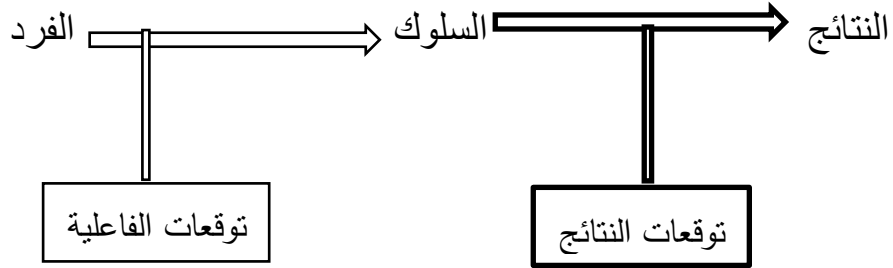 الفرد
السلوك
النتائج
توقعات الفاعلية
توقعات النتائج